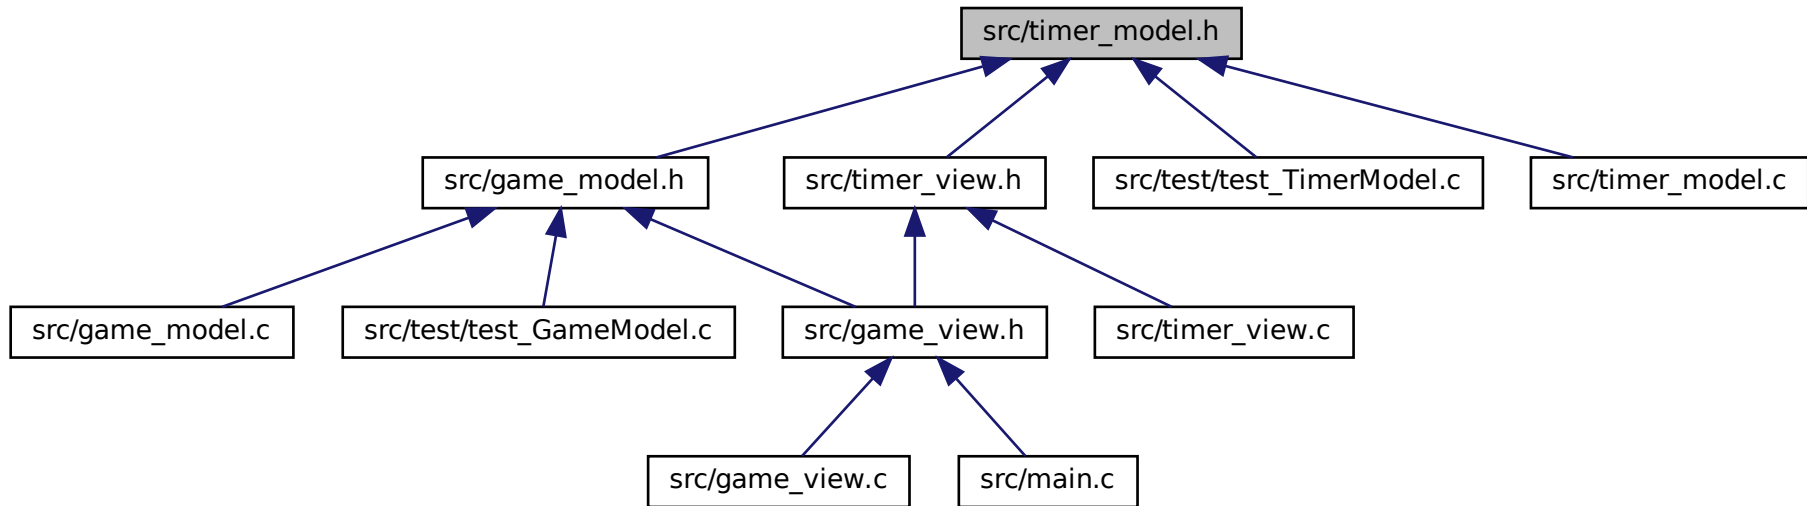 src/timer_model.h
src/game_model.h
src/timer_view.h
src/test/test_TimerModel.c
src/timer_model.c
src/game_model.c
src/test/test_GameModel.c
src/game_view.h
src/timer_view.c
src/game_view.c
src/main.c